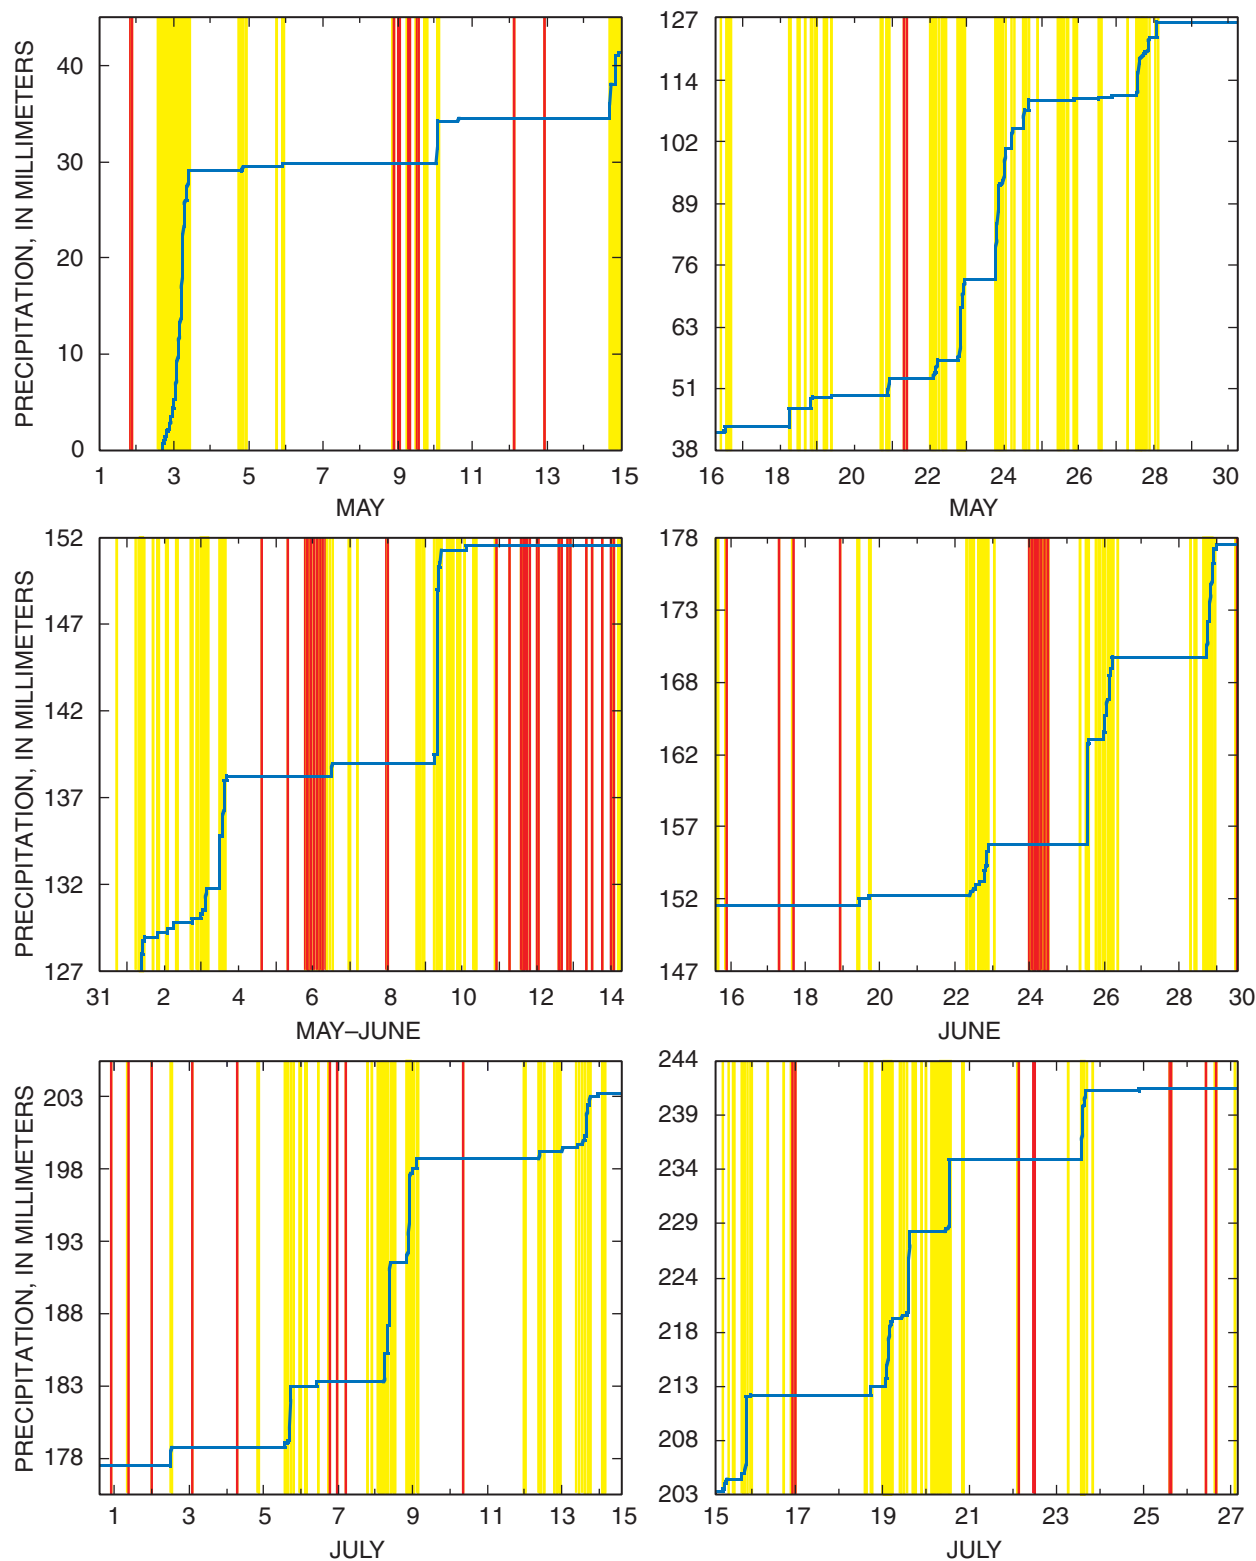 PRECIPITATION, IN MILLIMETERS
40
30
20
10
0
1 3 5 7 9 11 13 15
MAY
127
114
102
89
76
63
51
38
16 18 20 22 24 26 28 30
MAY
PRECIPITATION, IN MILLIMETERS
152
147
142
137
132
127
31 2 4 6 8 10 12 14
MAY–JUNE
178
173
168
162
157
152
147
16 18 20 22 24 26 28 30
JUNE
PRECIPITATION, IN MILLIMETERS
203
198
193
188
183
178
1 3 5 7 9 11 13 15
JULY
244
239
234
229
224
218
213
208
203
15 17 19 21 23 25 27
JULY